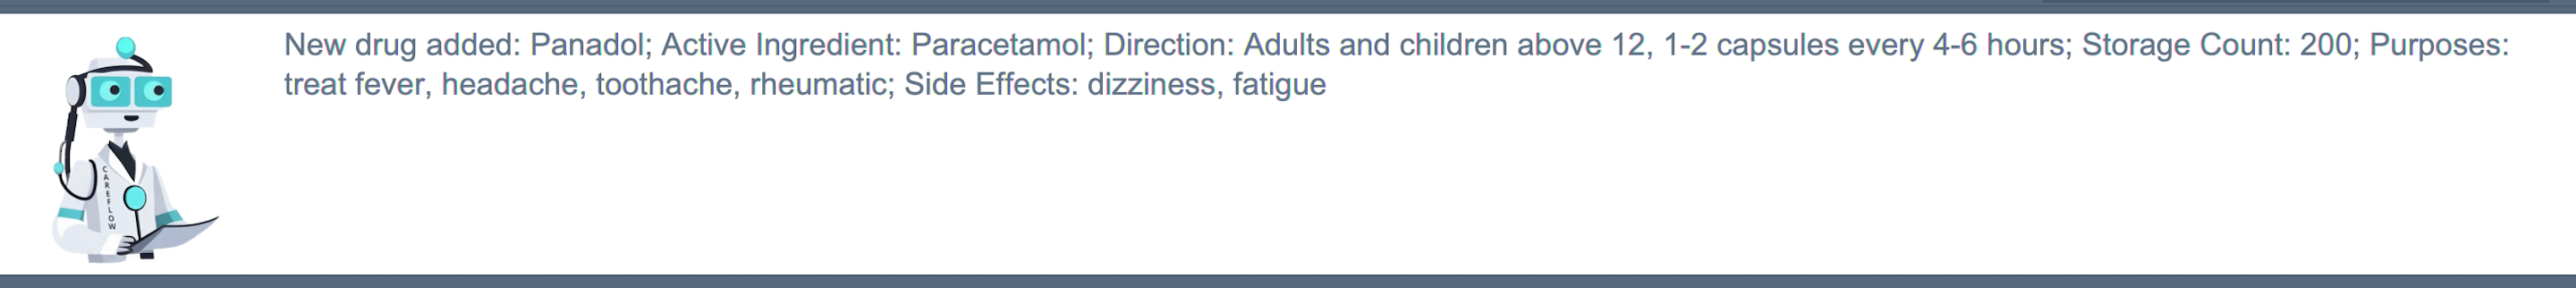 New drug added: Panadol; Active Ingredient: Paracetamol; Direction: Adults and children above 12, 1-2 capsules every 4-6 hours; Storage Count: 200; Purposes:
treat fever, headache, toothache, rheumatic; Side Effects: dizziness, fatigue
CAREFLOW